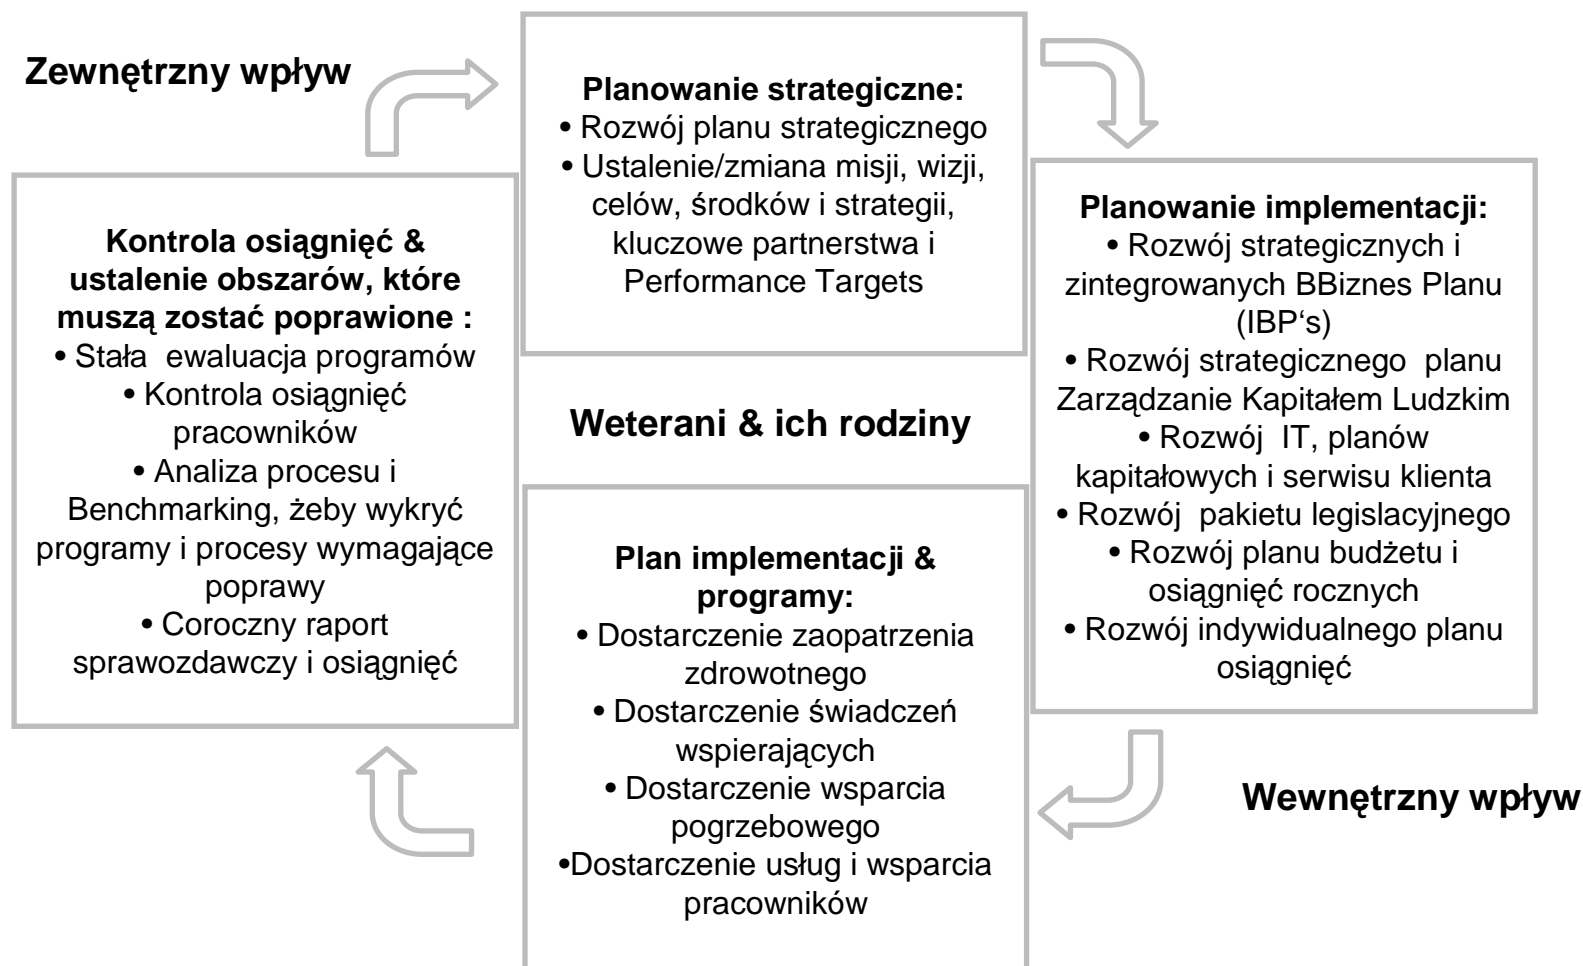 Zewnętrzny wpływ
Planowanie strategiczne:
• Rozwój planu strategicznego
• Ustalenie/zmiana misji, wizji,
celów, środków i strategii,
kluczowe partnerstwa i
Performance Targets
Planowanie implementacji:
• Rozwój strategicznych i
zintegrowanych BBiznes Planu
(IBP‘s)
• Rozwój strategicznego  planu
Zarządzanie Kapitałem Ludzkim
• Rozwój  IT, planów
kapitałowych i serwisu klienta
• Rozwój  pakietu legislacyjnego
• Rozwój planu budżetu i
osiągnięć rocznych
• Rozwój indywidualnego planu
osiągnięć
Kontrola osiągnięć &
ustalenie obszarów, które
muszą zostać poprawione :
• Stała  ewaluacja programów
• Kontrola osiągnięć
pracowników
• Analiza procesu i
Benchmarking, żeby wykryć
programy i procesy wymagające
poprawy
• Coroczny raport
sprawozdawczy i osiągnięć
Weterani & ich rodziny
Plan implementacji &
programy:
• Dostarczenie zaopatrzenia
zdrowotnego
• Dostarczenie świadczeń
wspierających
• Dostarczenie wsparcia
pogrzebowego
•Dostarczenie usług i wsparcia
pracowników
Wewnętrzny wpływ